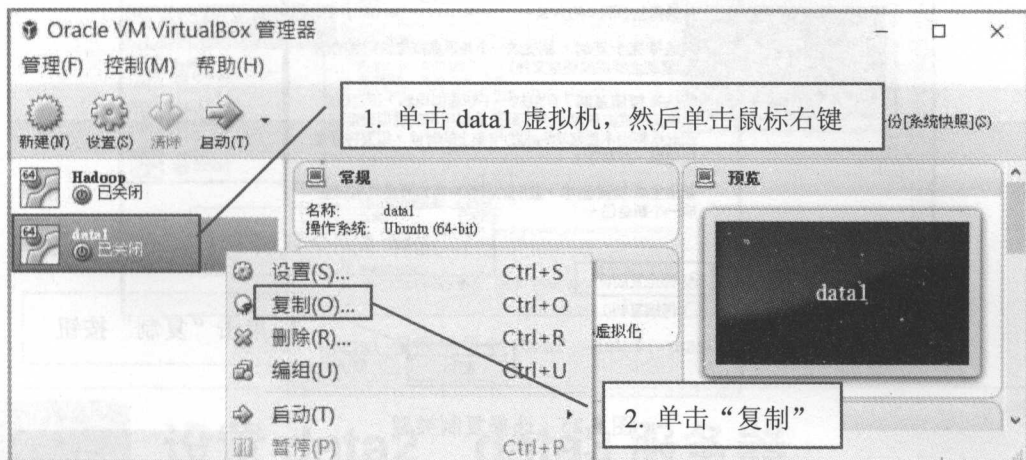 Oracle VM VirtualBox 管理器
管理(F) 控制(M) 帮助(H)
1. 单击 data1 虚拟机，然后单击鼠标右键
新建(N) 设置(S) 清除 启动(T)
份[系统快照](S)
Hadoop
已关闭
data1
已关闭
常规
名称: data1
操作系统: Ubuntu (64-bit)
预览
data1
设置(S)... Ctrl+S
复制(O)... Ctrl+O
删除(R)... Ctrl+R
编组(U) Ctrl+U
启动(T)
暂停(P) Ctrl+P
虚拟化
2. 单击“复制”